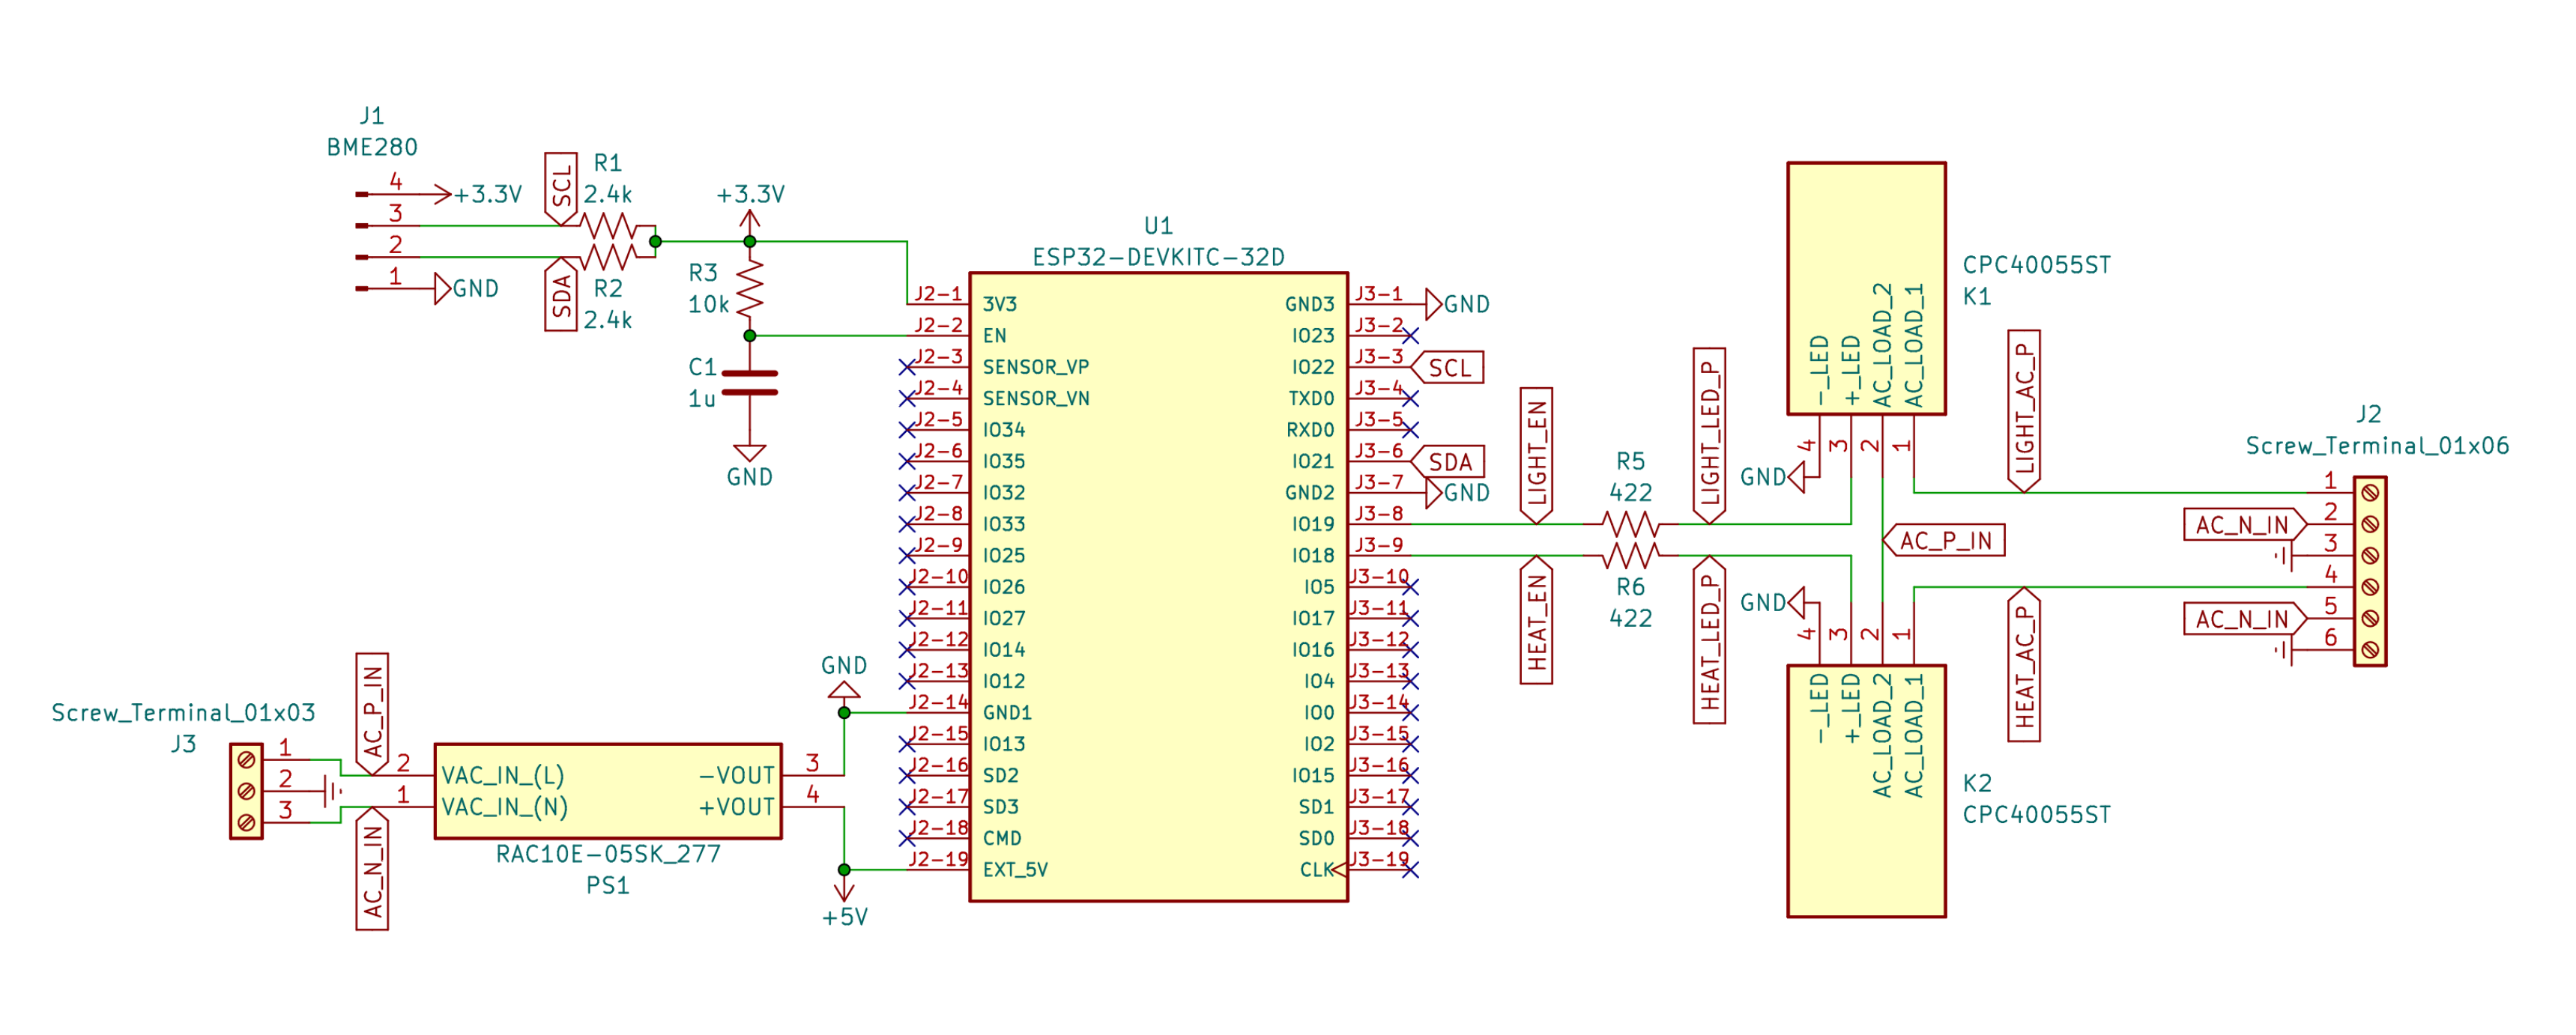 J1
BME280
4
+3.3V
3
2
1
GND
SCL
SDA
R1
2.4k
R2
2.4k
+3.3V
R3
10k
C1
1u
GND
U1
ESP32-DEVKITC-32D
J2-1 3V3
J2-2 EN
J2-3 SENSOR_VP
J2-4 SENSOR_VN
J2-5 IO34
J2-6 IO35
J2-7 IO32
J2-8 IO33
J2-9 IO25
J2-10 IO26
J2-11 IO27
J2-12 IO14
J2-13 IO12
J2-14 GND1
J2-15 IO13
J2-16 SD2
J2-17 SD3
J2-18 CMD
J2-19 EXT_5V
GND3 J3-1 GND
IO23 J3-2
IO22 J3-3 SCL
TXD0 J3-4
RXD0 J3-5
IO21 J3-6 SDA
GND2 J3-7 GND
IO19 J3-8
IO18 J3-9
IO5 J3-10
IO17 J3-11
IO16 J3-12
IO4 J3-13
IO0 J3-14
IO2 J3-15
IO15 J3-16
SD1 J3-17
SD0 J3-18
CLK J3-19
Screw_Terminal_01x03
J3
1
2
3
AC_P_IN
AC_N_IN
2 VAC_IN_(L)
1 VAC_IN_(N)
-VOUT 3
+VOUT 4
RAC10E-05SK_277
PS1
GND
+5V
LIGHT_EN
HEAT_EN
R5
422
R6
422
LIGHT_LED_P
HEAT_LED_P
CPC40055ST
K1
-_LED
+_LED
AC_LOAD_2
AC_LOAD_1
4
3
2
1
GND
AC_P_IN
GND
4
3
2
1
-_LED
+_LED
AC_LOAD_2
AC_LOAD_1
K2
CPC40055ST
LIGHT_AC_P
HEAT_AC_P
J2
Screw_Terminal_01x06
1
AC_N_IN 2
3
4
AC_N_IN 5
6